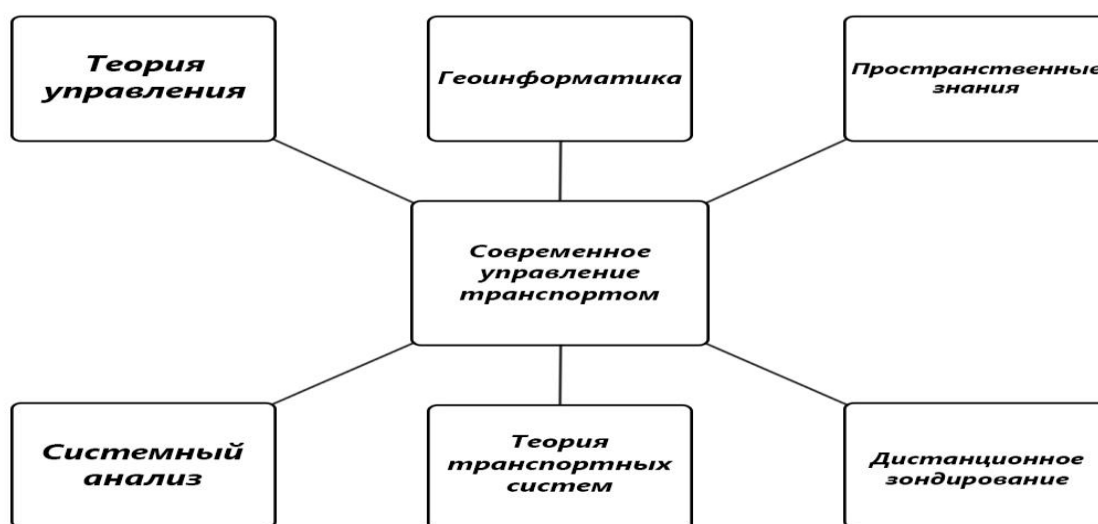 Теория
управления
Геоинформатика
Пространственные
знания
Современное
управление
транспортом
Системный
анализ
Теория
транспортных
систем
Дистанционное
зондирование